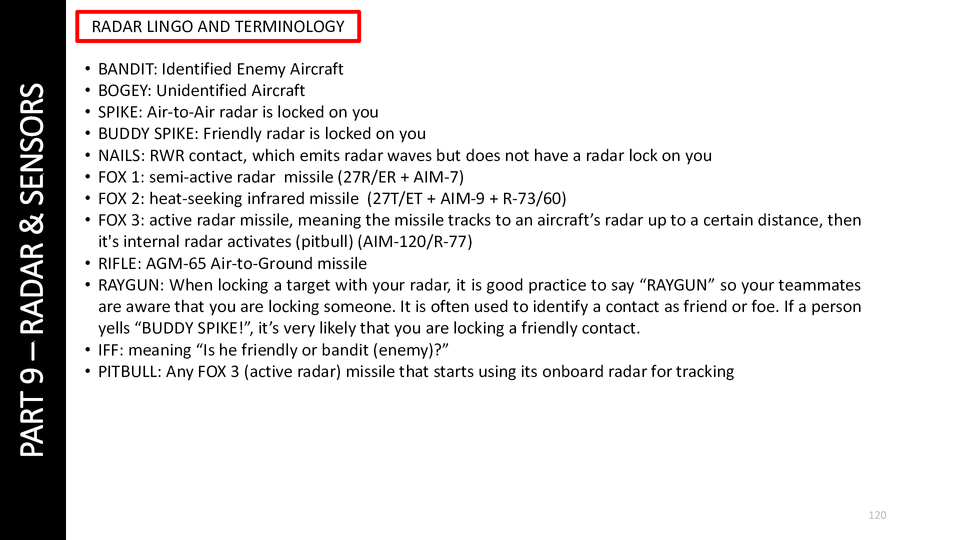 PART 9 – RADAR & SENSORS
RADAR LINGO AND TERMINOLOGY
• BANDIT: Identified Enemy Aircraft
• BOGEY: Unidentified Aircraft
• SPIKE: Air-to-Air radar is locked on you
• BUDDY SPIKE: Friendly radar is locked on you
• NAILS: RWR contact, which emits radar waves but does not have a radar lock on you
• FOX 1: semi-active radar  missile (27R/ER + AIM-7)
• FOX 2: heat-seeking infrared missile  (27T/ET + AIM-9 + R-73/60)
• FOX 3: active radar missile, meaning the missile tracks to an aircraft's radar up to a certain distance, then
it's internal radar activates (pitbull) (AIM-120/R-77)
• RIFLE: AGM-65 Air-to-Ground missile
• RAYGUN: When locking a target with your radar, it is good practice to say “RAYGUN” so your teammates
are aware that you are locking someone. It is often used to identify a contact as friend or foe. If a person
yells “BUDDY SPIKE!”, it's very likely that you are locking a friendly contact.
• IFF: meaning “Is he friendly or bandit (enemy)?”
• PITBULL: Any FOX 3 (active radar) missile that starts using its onboard radar for tracking
120